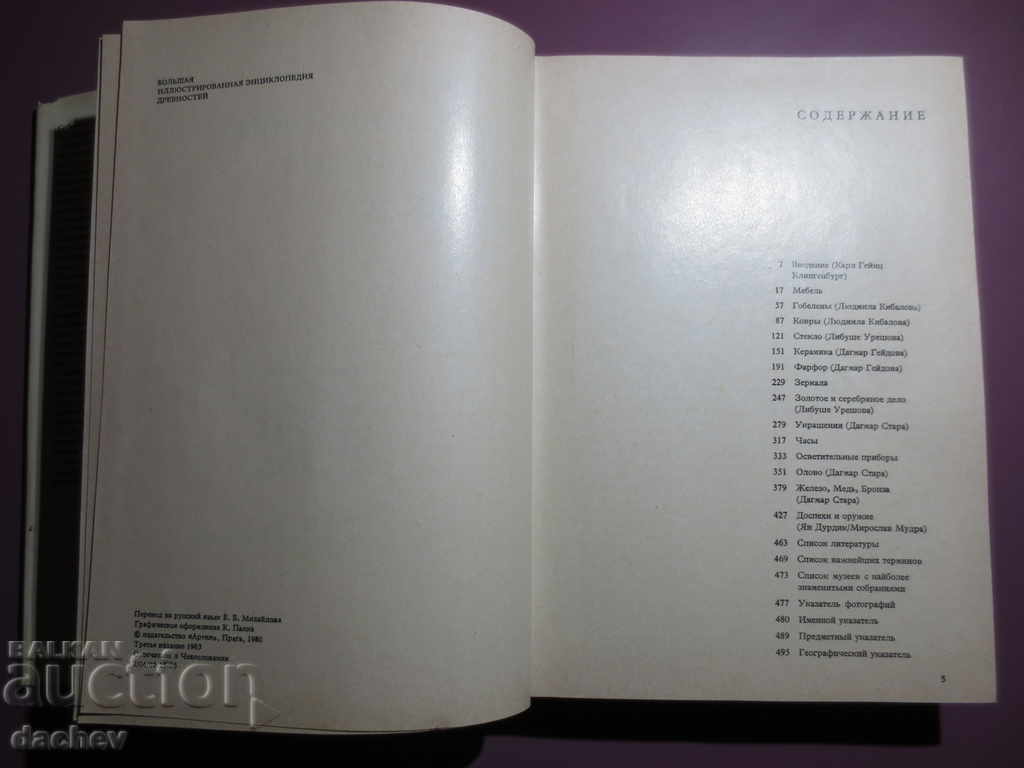 БОЛЬШАЯ
ИЛЛЮСТРИРОВАННАЯ ЭНЦИКЛОПЕДИЯ
ДРЕВНОСТЕЙ
Перевод на русский язык Б. Б. Михайлова
Графическое оформление К. Панка
© издательство «Артия», Прага, 1980
Третье издание 1983
в Чехословакии
СОДЕРЖАНИЕ
7 Введение (Карл Гейнц
Клингенбург)
17 Мебель
57 Гобелены (Людмила Кибалова)
87 Ковры (Людмила Кибалова)
121 Стекло (Либуше Урешова)
151 Керамика (Дагмар Гейдова)
191 Фарфор (Дагмар Гейдова)
229 Зеркала
247 Золотое и серебряное дело
(Либуше Урешова)
279 Украшения (Дагмар Стара)
317 Часы
333 Осветительные приборы
351 Олово (Дагмар Стара)
379 Железо, Медь, Бронза
(Дагмар Стара)
427 Доспехи и оружие
(Ян Дурдик/Мирослав Мудра)
463 Список литературы
469 Список важнейших терминов
473 Список музеев с наиболее
знаменитыми собраниями
477 Указатель фотографий
480 Именной указатель
489 Предметный указатель
495 Географический указатель
5
BALKAN
auction
dachev